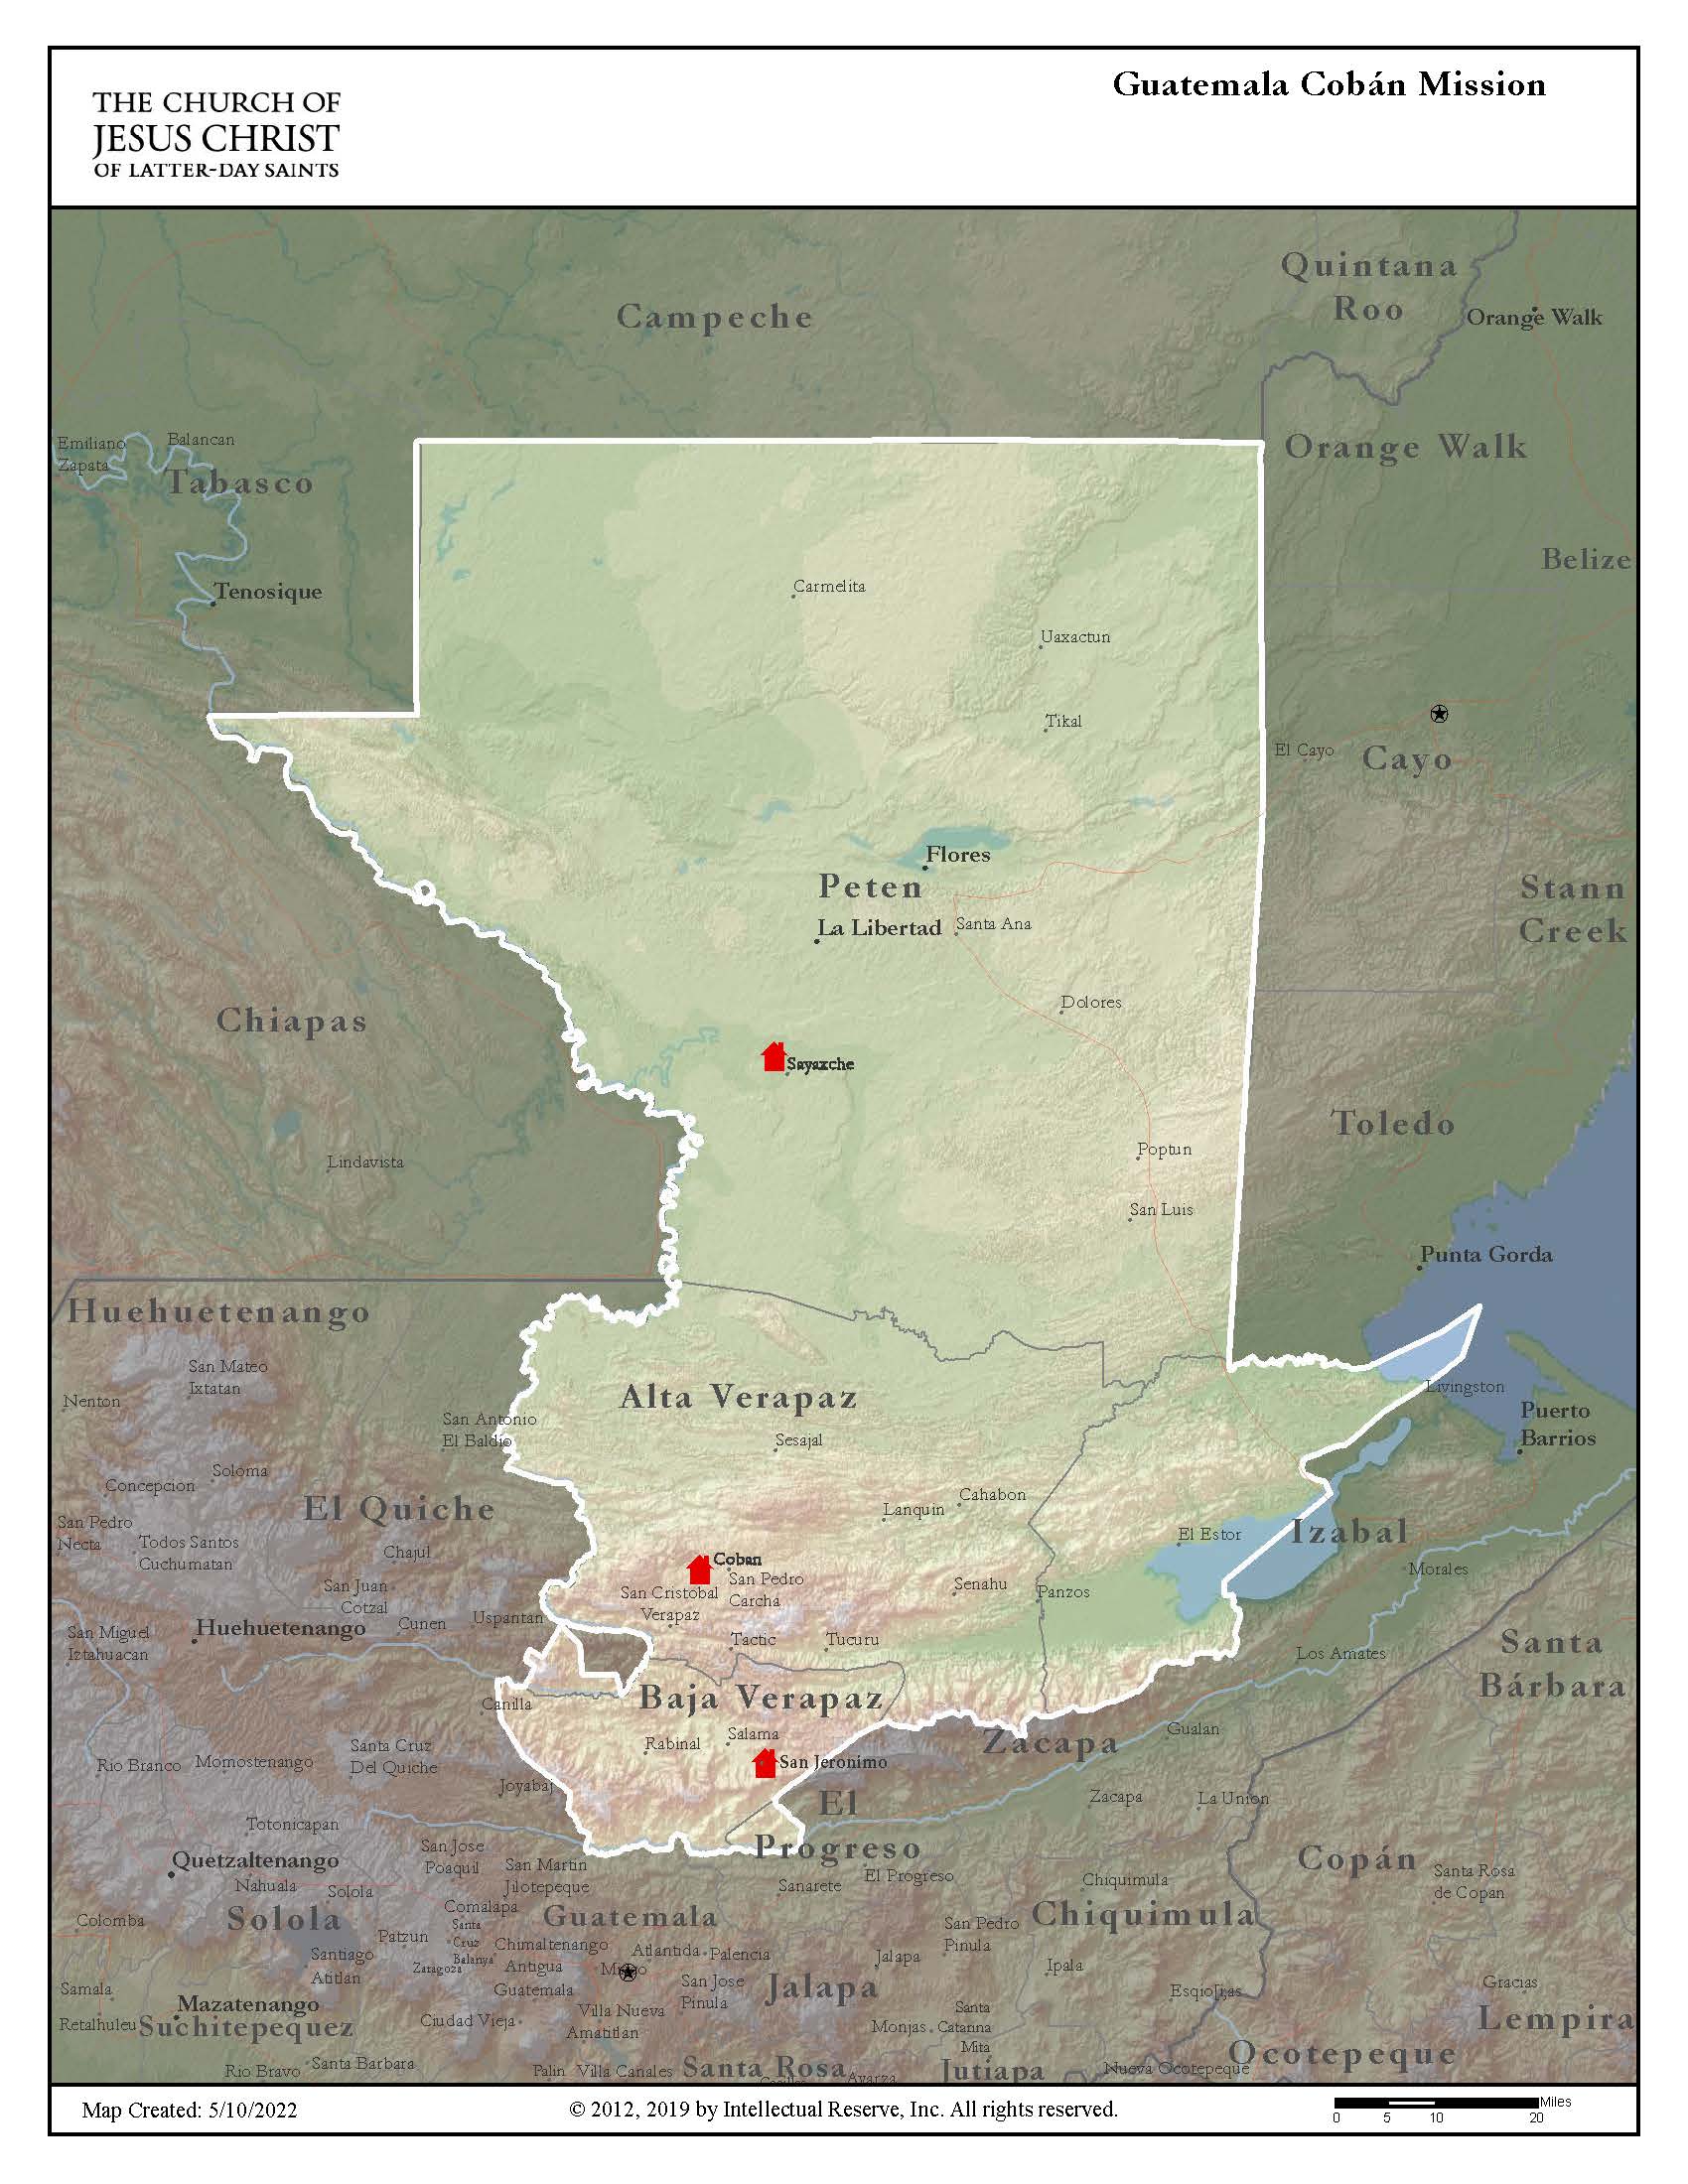 THE CHURCH OF
JESUS CHRIST
OF LATTER-DAY SAINTS
Guatemala Cobán Mission
Quintana
Roo
Campeche
Orange Walk
Emiliano
Zapata
Balancan
Tabasco
Orange Walk
Belize
Tenosique
Carmelita
Uaxactun
Tikal
El Cayo
Cayo
Flores
Peten
La Libertad
Santa Ana
Stann
Creek
Chiapas
Dolores
Sayaxche
Toledo
Lindavista
Poptun
San Luis
Punta Gorda
Huehuetenango
San Mateo
Ixtatan
Nenton
Alta Verapaz
Livingston
Puerto
Barrios
San Antonio
El Baldio
Sesajal
Soloma
Concepcion
El Quiche
Cahabon
Lanquin
San Pedro
Necta
Todos Santos
Cuchumatan
Chajul
El Estor
Izabal
Coban
San Pedro
Carcha
San Cristobal
Verapaz
San Juan
Cotzal
Senahu
Panzos
Morales
Huehuetenango
Cunen
Uspantan
San Miguel
Iztahuacan
Tactic
Tucuru
Los Amates
Santa
Bárbara
Canilla
Baja Verapaz
Salama
Rabinal
San Jeronimo
Zacapa
Gualan
Rio Branco
Momostenango
Santa Cruz
Del Quiche
Joyabaj
El
Progreso
Zacapa
La Union
Totonicapan
San Jose
Poaquil
San Martin
Jilotepeque
Quetzaltenango
Nahuala
Solola
Sanarete
El Progreso
Copán
Santa Rosa
de Copan
Chiquimula
Comalapa
Colomba
Solola
Guatemala
Chiquimula
Santa
Cruz
Balanya
Patzun
Chimaltenango
Atlantida
Palencia
San Pedro
Pinula
Santiago
Atitlan
Zaragoza
Antigua
Guatemala
Mixco
San Jose
Pinula
Jalapa
Jalapa
Ipala
Samala
Mazatenango
Retalhuleu
Suchitepequez
Ciudad Vieja
Villa Nueva
Amatitlan
Santa
Catarina
Mita
Monjas
Gracias
Lempira
Rio Bravo
Santa Barbara
Palin
Villa Canales
Santa Rosa
Jutiapa
Nueva Ocotepeque
Ocotepeque
Map Created: 5/10/2022
© 2012, 2019 by Intellectual Reserve, Inc. All rights reserved.
Miles
0 5 10 20